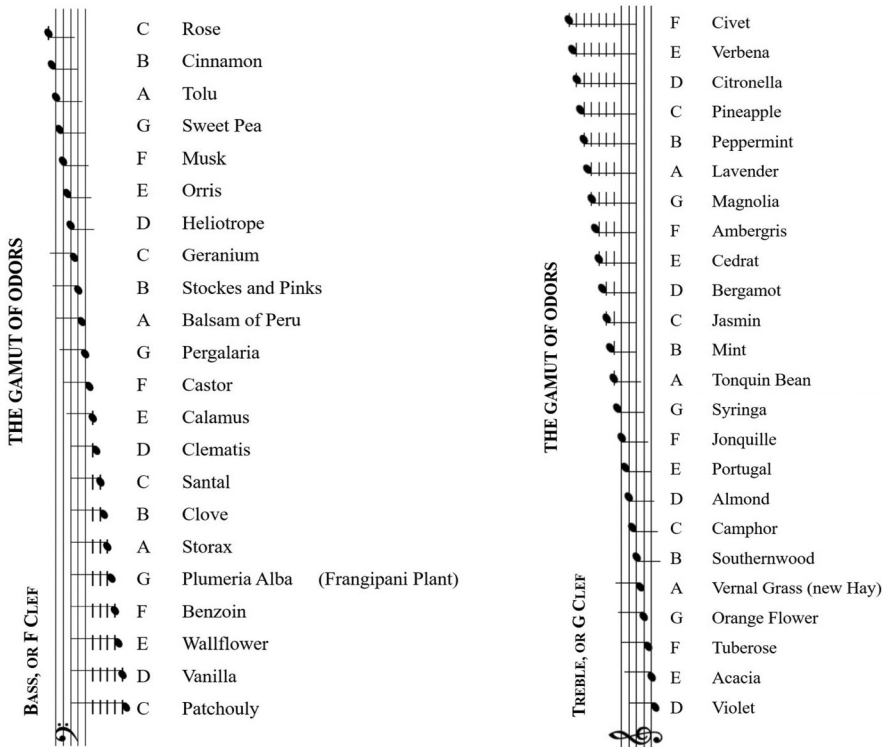 THE GAMUT OF ODORS
BASS, OR F CLEF
C Rose
B Cinnamon
A Tolu
G Sweet Pea
F Musk
E Orris
D Heliotrope
C Geranium
B Stockes and Pinks
A Balsam of Peru
G Pergalaria
F Castor
E Calamus
D Clematis
C Santal
B Clove
A Storax
G Plumeria Alba (Frangipani Plant)
F Benzoin
E Wallflower
D Vanilla
C Patchouly
THE GAMUT OF ODORS
TREBLE, OR G CLEF
F Civet
E Verbena
D Citronella
C Pineapple
B Peppermint
A Lavender
G Magnolia
F Ambergris
E Cedrat
D Bergamot
C Jasmin
B Mint
A Tonquin Bean
G Syringa
F Jonquille
E Portugal
D Almond
C Camphor
B Southernwood
A Vernal Grass (new Hay)
G Orange Flower
F Tuberose
E Acacia
D Violet